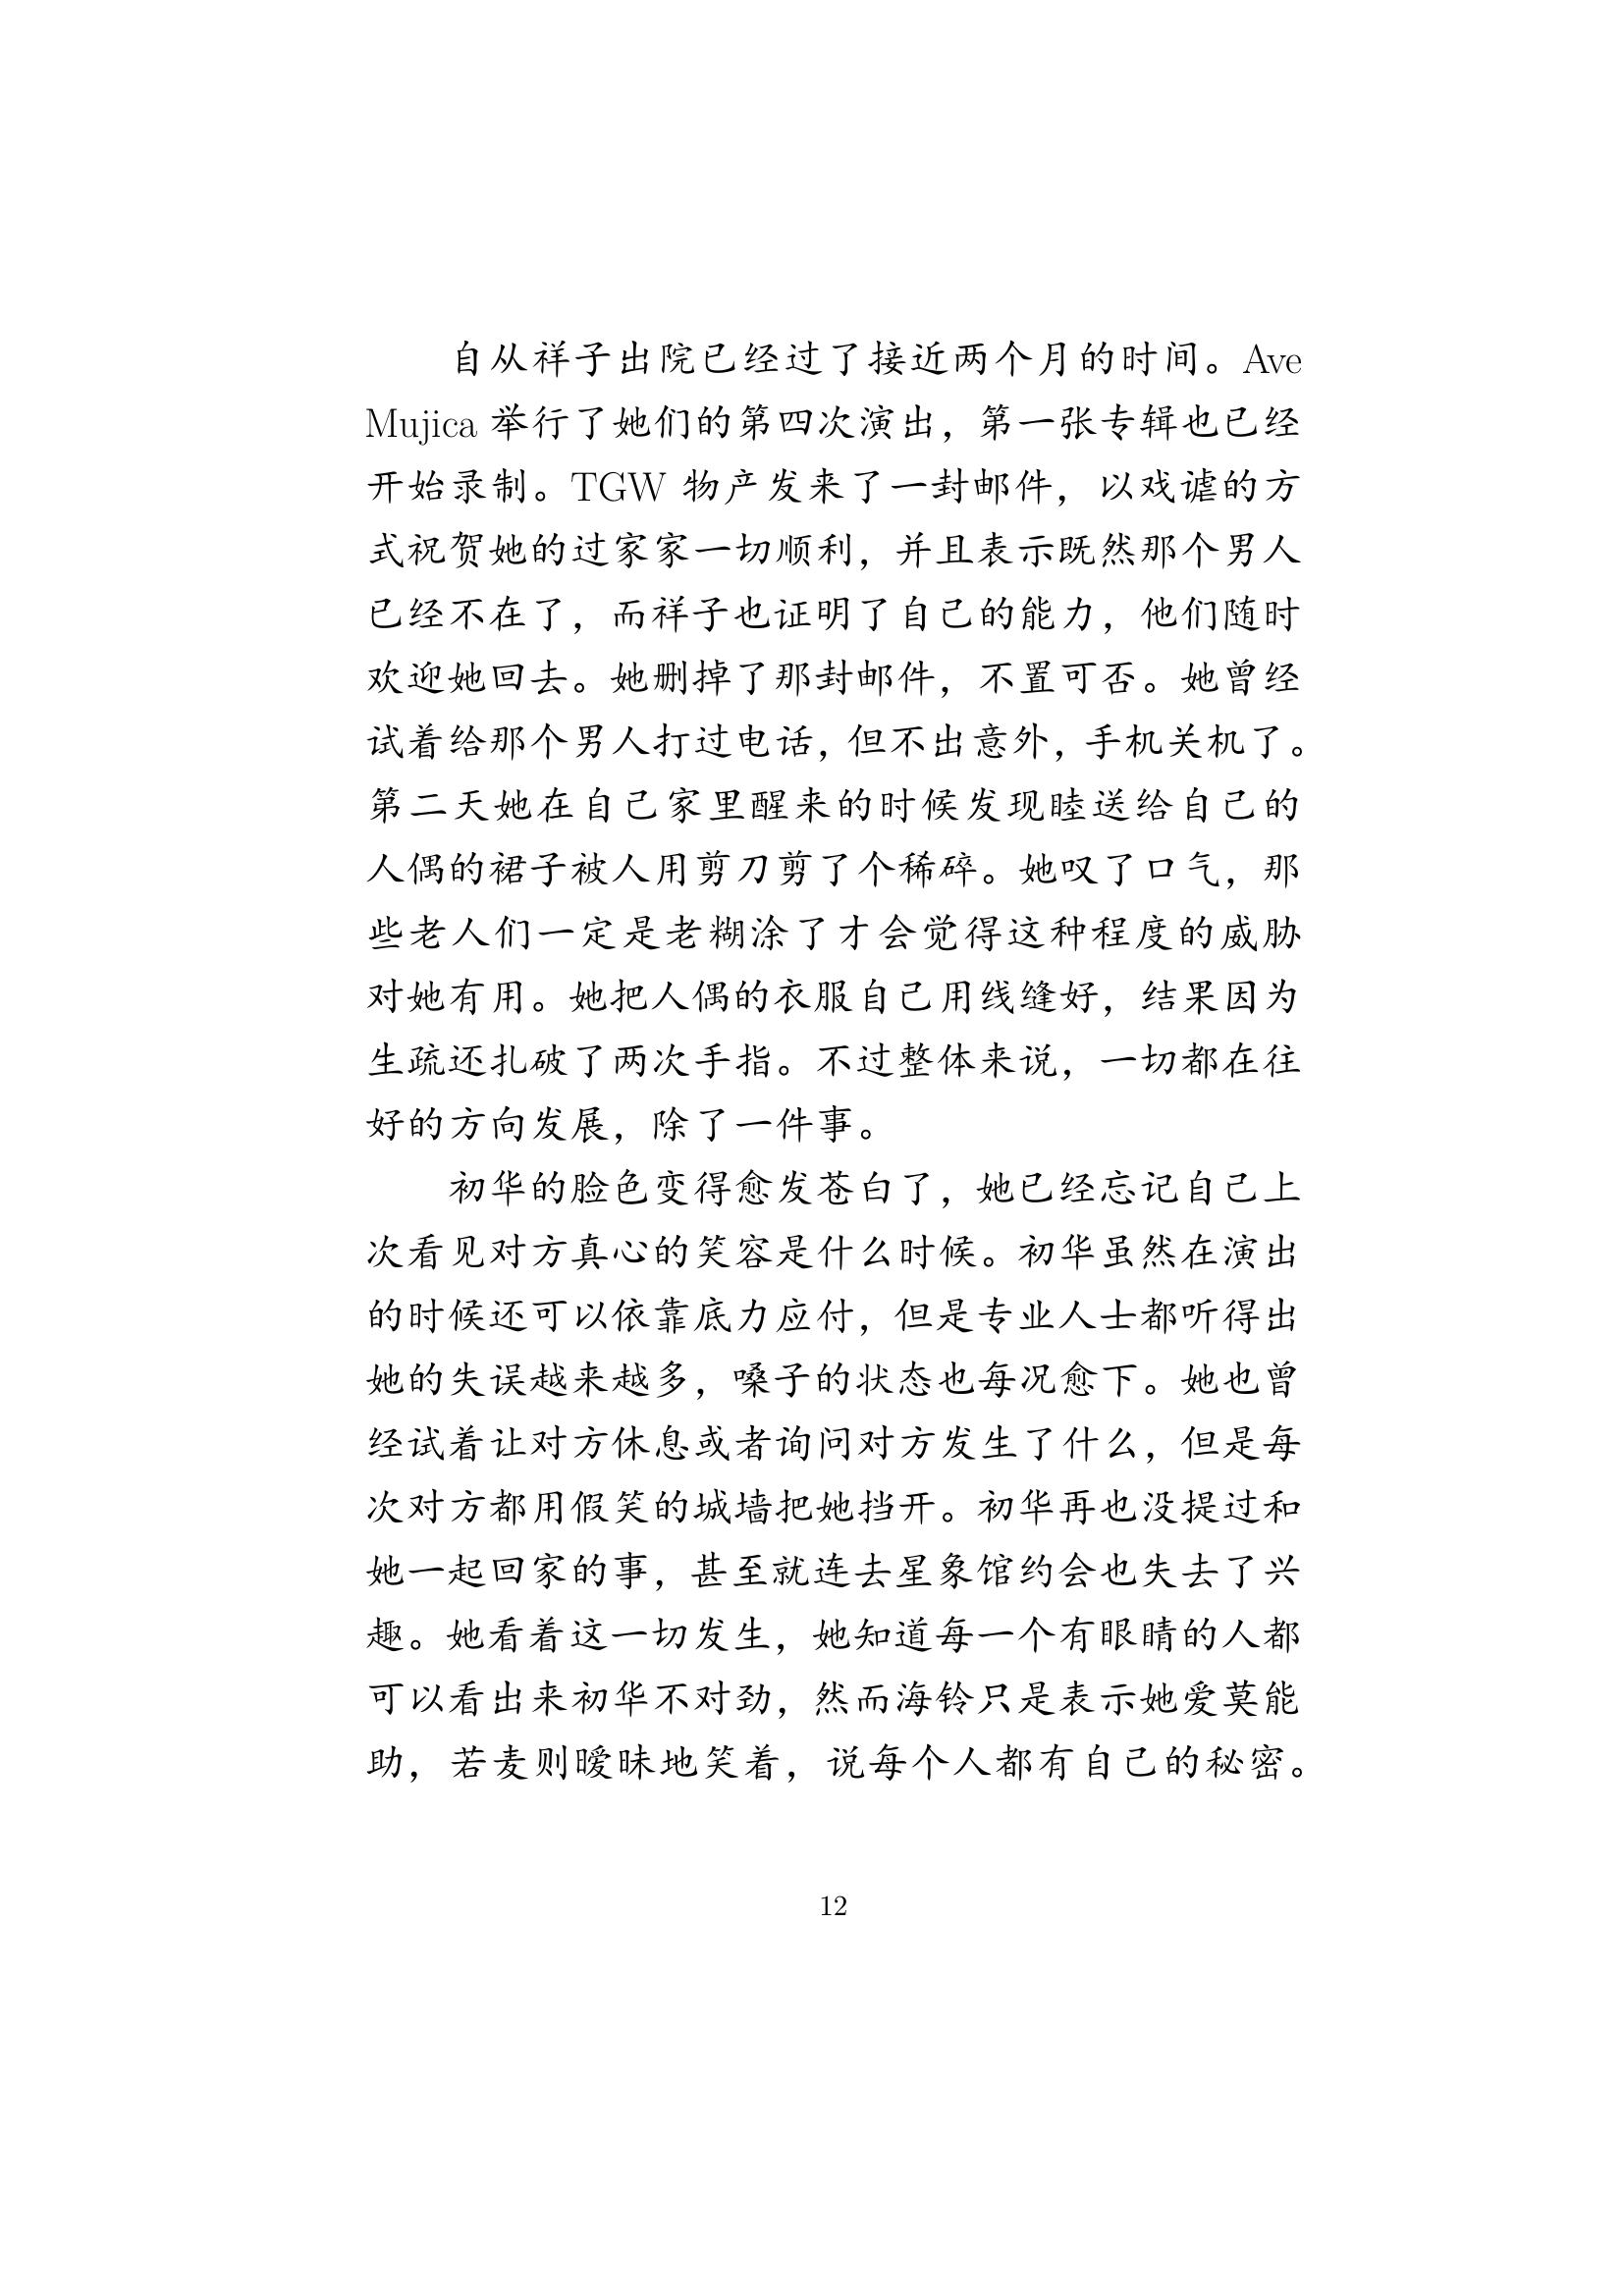 自从祥子出院已经过了接近两个月的时间。Ave
Mujica 举行了她们的第四次演出，第一张专辑也已经
开始录制。TGW 物产发来了一封邮件，以戏谑的方
式祝贺她的过家家一切顺利，并且表示既然那个男人
已经不在了，而祥子也证明了自己的能力，他们随时
欢迎她回去。她删掉了那封邮件，不置可否。她曾经
试着给那个男人打过电话，但不出意外，手机关机了。
第二天她在自己家里醒来的时候发现睦送给自己的
人偶的裙子被人用剪刀剪了个稀碎。她叹了口气，那
些老人们一定是老糊涂了才会觉得这种程度的威胁
对她有用。她把人偶的衣服自己用线缝好，结果因为
生疏还扎破了两次手指。不过整体来说，一切都在往
好的方向发展，除了一件事。
初华的脸色变得愈发苍白了，她已经忘记自己上
次看见对方真心的笑容是什么时候。初华虽然在演出
的时候还可以依靠底力应付，但是专业人士都听得出
她的失误越来越多，嗓子的状态也每况愈下。她也曾
经试着让对方休息或者询问对方发生了什么，但是每
次对方都用假笑的城墙把她挡开。初华再也没提过和
她一起回家的事，甚至就连去星象馆约会也失去了兴
趣。她看着这一切发生，她知道每一个有眼睛的人都
可以看出来初华不对劲，然而海铃只是表示她爱莫能
助，若麦则暧昧地笑着，说每个人都有自己的秘密。
12